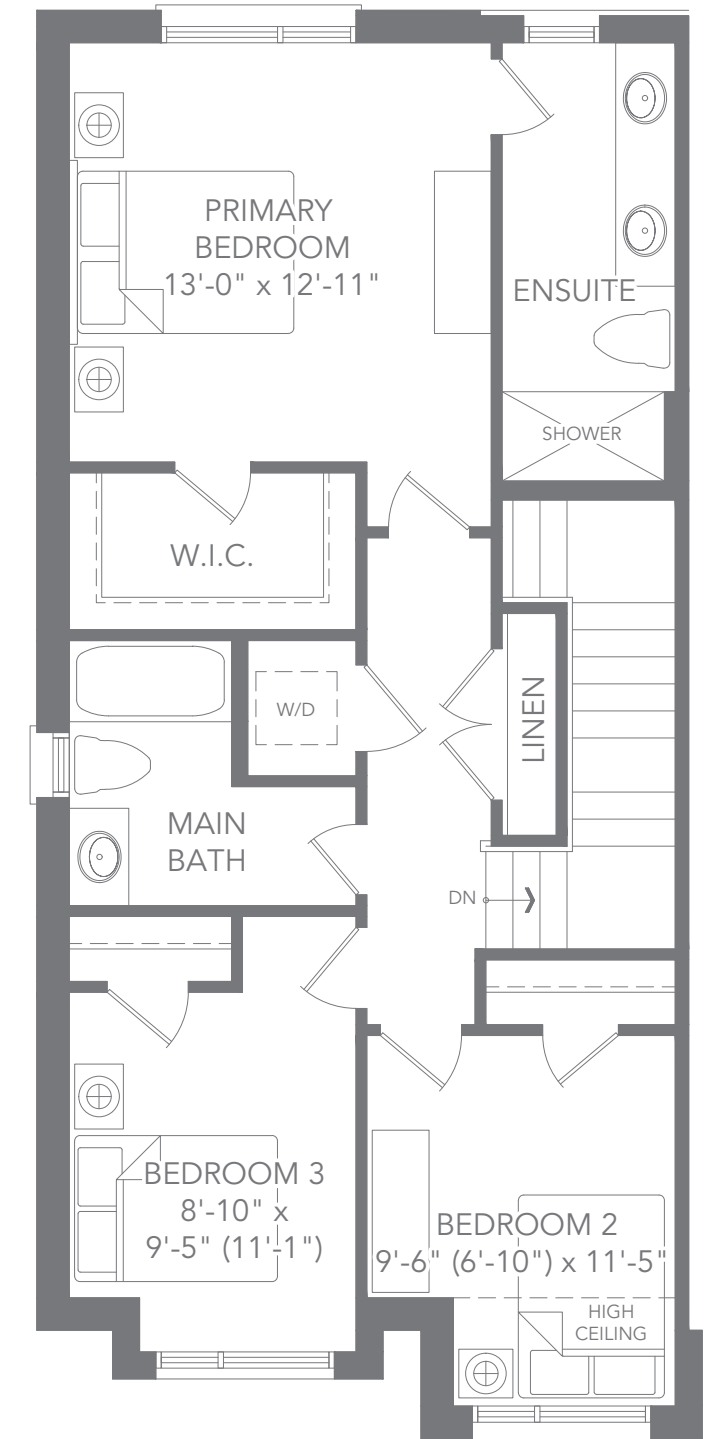 PRIMARY
BEDROOM
13'-0" x 12'-11"
ENSUITE
SHOWER
W.I.C.
W/D
LINEN
MAIN
BATH
DN
BEDROOM 3
8'-10" x
9'-5" (11'-1")
BEDROOM 2
9'-6" (6'-10") x 11'-5"
HIGH
CEILING